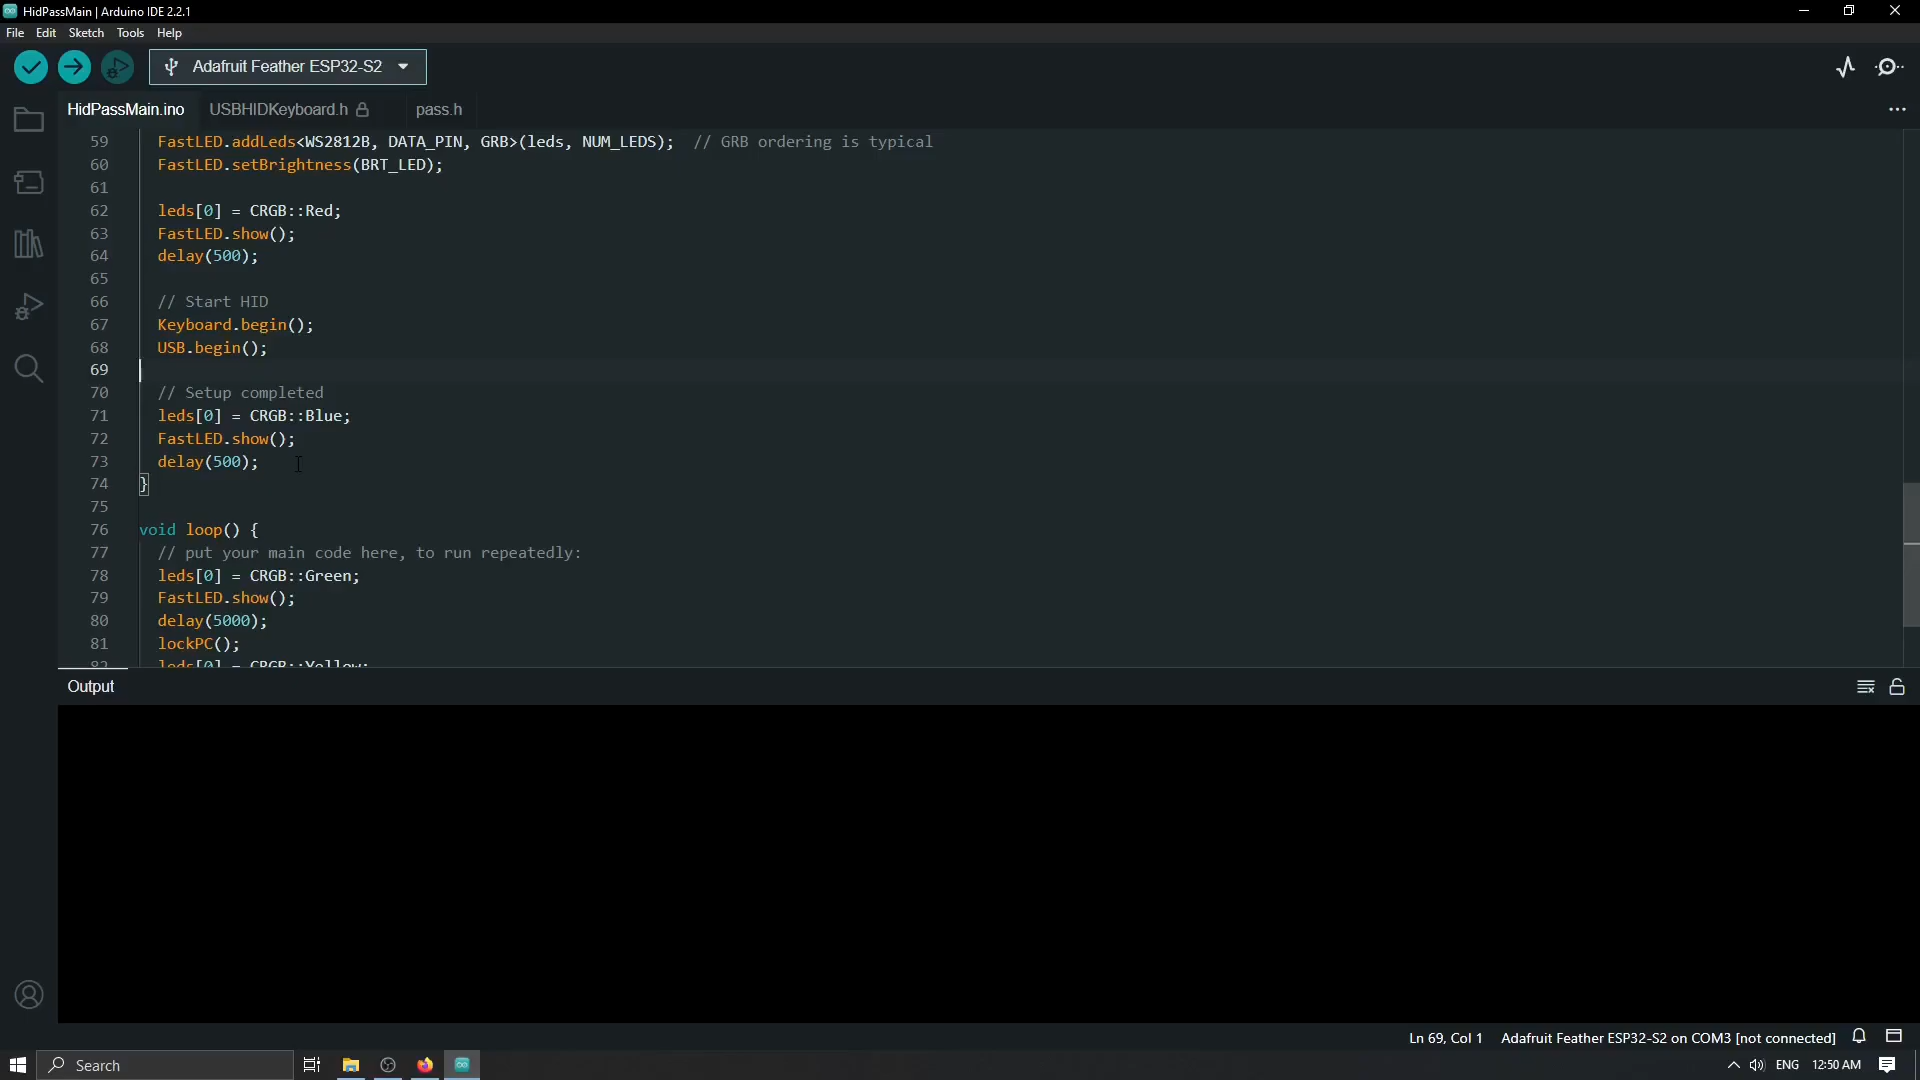 HidPassMain | Arduino IDE 2.2.1
File Edit Sketch Tools Help
Adafruit Feather ESP32-S2
HidPassMain.ino USBHIDKeyboard.h pass.h
59 FastLED.addLeds<WS2812B, DATA_PIN, GRB>(leds, NUM_LEDS); // GRB ordering is typical
60 FastLED.setBrightness(BRT_LED);
61
62 leds[0] = CRGB::Red;
63 FastLED.show();
64 delay(500);
65
66 // Start HID
67 Keyboard.begin();
68 USB.begin();
69
70 // Setup completed
71 leds[0] = CRGB::Blue;
72 FastLED.show();
73 delay(500);
74 }
75
76 void loop() {
77 // put your main code here, to run repeatedly:
78 leds[0] = CRGB::Green;
79 FastLED.show();
80 delay(5000);
81 lockPC();
82 leds[0] = CRGB::Yellow;
Output
Ln 69, Col 1 Adafruit Feather ESP32-S2 on COM3 [not connected]
Search ENG 12:50 AM